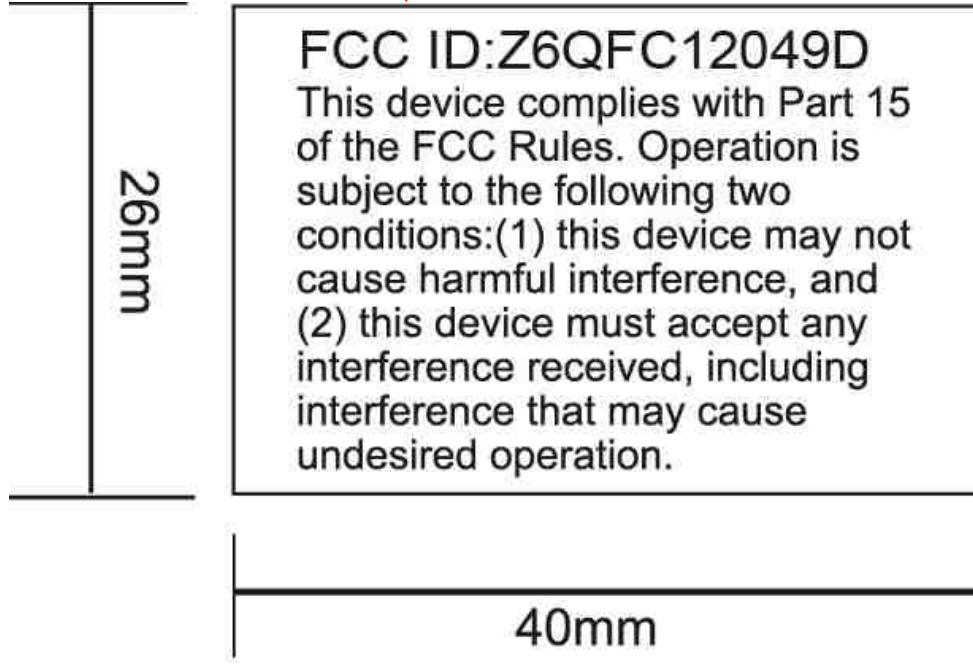 FCC ID:Z6QFC12049D
This device complies with Part 15
of the FCC Rules. Operation is
subject to the following two
conditions:(1) this device may not
cause harmful interference, and
(2) this device must accept any
interference received, including
interference that may cause
undesired operation.
26mm
40mm